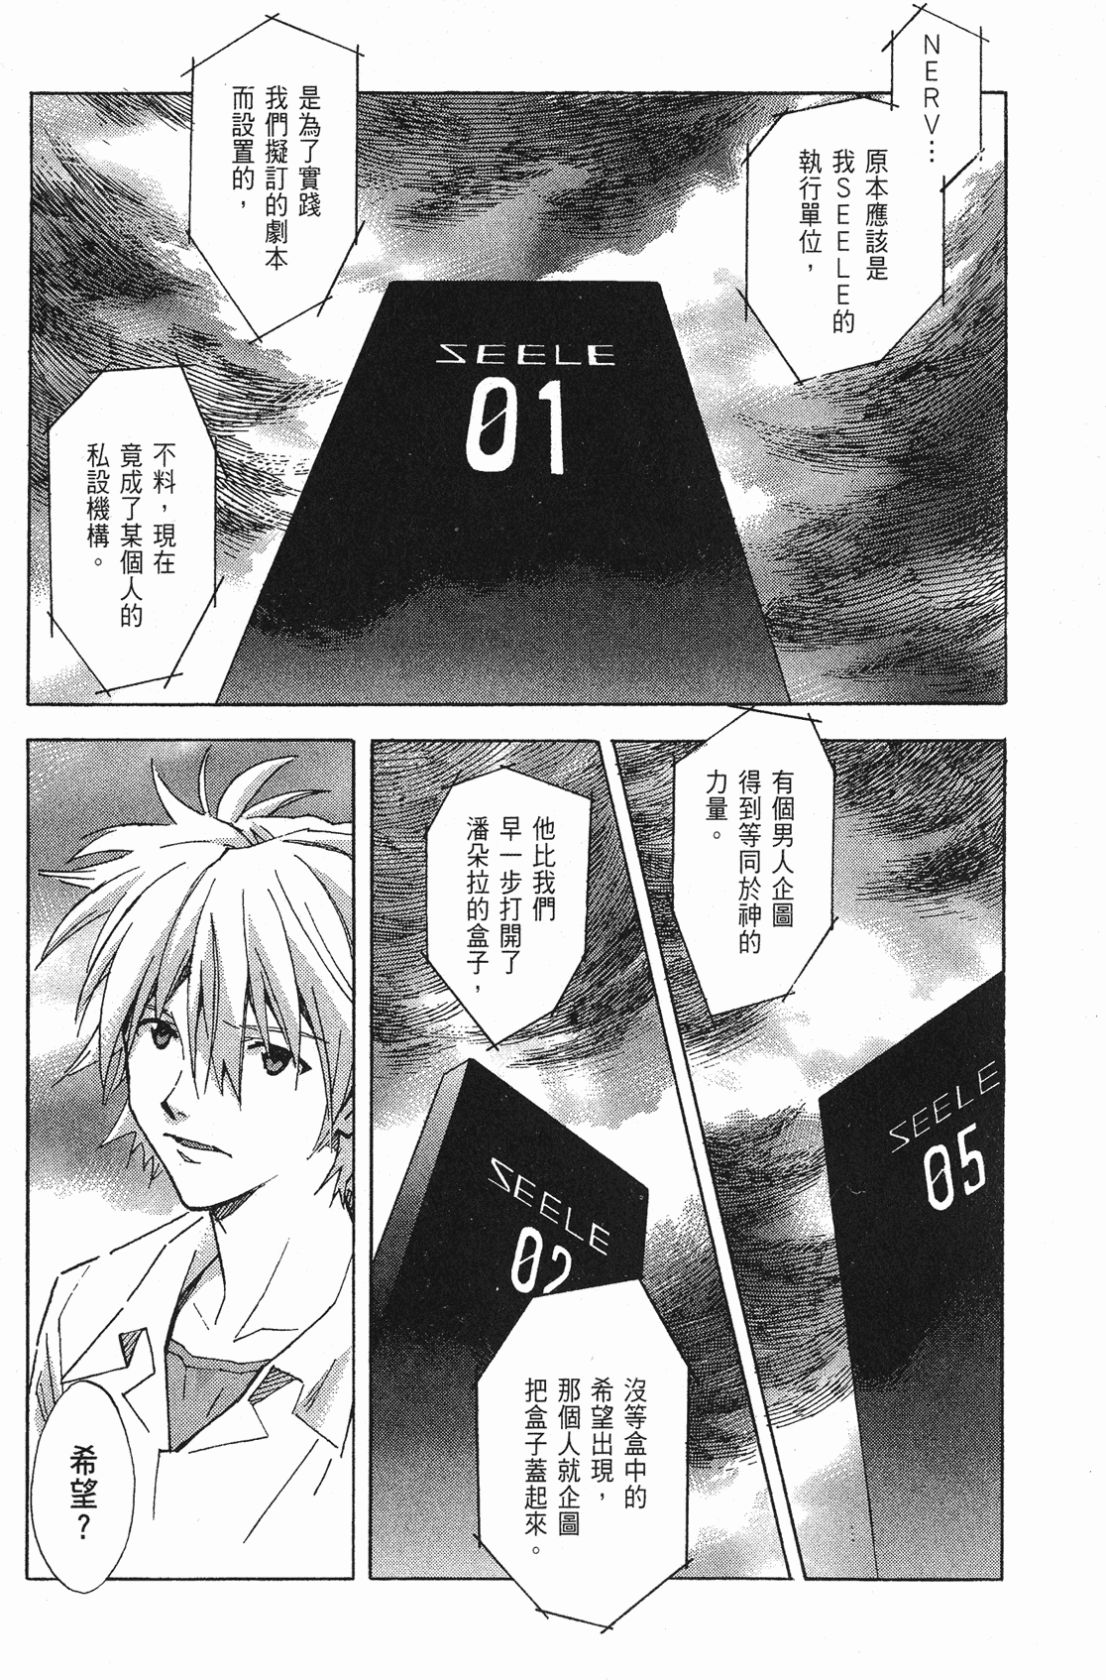 NERV…
原本應該是
我SEELE的
執行單位，
是為了實踐
我們擬訂的劇本
而設置的，
SEELE
01
不料，現在
竟成了某個人的
私設機構。
有個男人企圖
得到等同於神的
力量。
SEELE
05
他比我們
早一步打開了
潘朵拉的盒子，
SEELE
02
沒等盒中的
希望出現，
那個人就企圖
把盒子蓋起來。
希望？